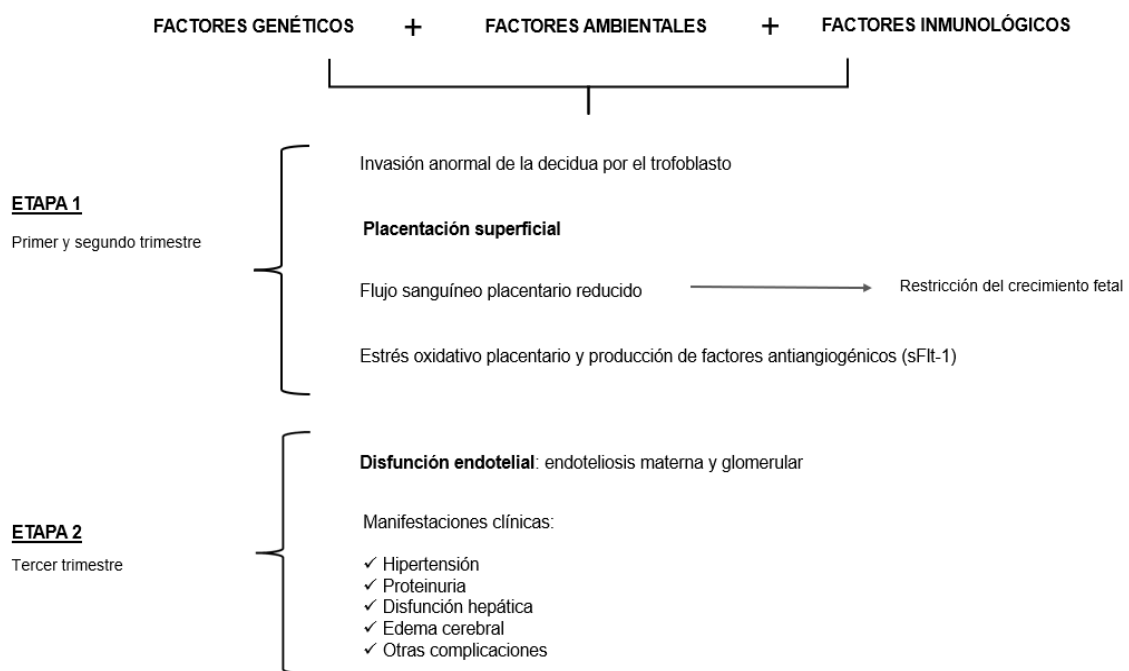 FACTORES GENÉTICOS + FACTORES AMBIENTALES + FACTORES INMUNOLÓGICOS
ETAPA 1
Primer y segundo trimestre
Invasión anormal de la decidua por el trofoblasto
Placentación superficial
Flujo sanguíneo placentario reducido
Restricción del crecimiento fetal
Estrés oxidativo placentario y producción de factores antiangiogénicos (sFlt-1)
ETAPA 2
Tercer trimestre
Disfunción endotelial: endoteliosis materna y glomerular
Manifestaciones clínicas:
✓ Hipertensión
✓ Proteinuria
✓ Disfunción hepática
✓ Edema cerebral
✓ Otras complicaciones